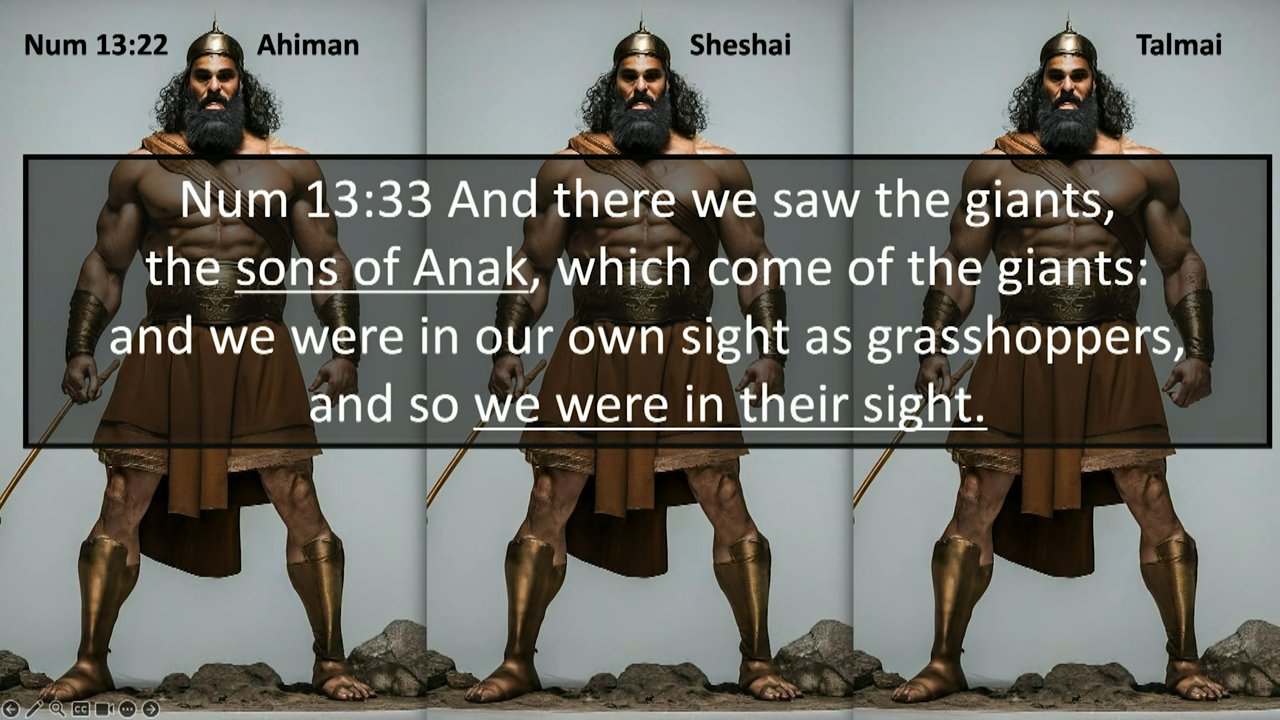 Num 13:22 Ahiman Sheshai Talmai
Num 13:33 And there we saw the giants,
the sons of Anak, which come of the giants:
and we were in our own sight as grasshoppers,
and so we were in their sight.
CC